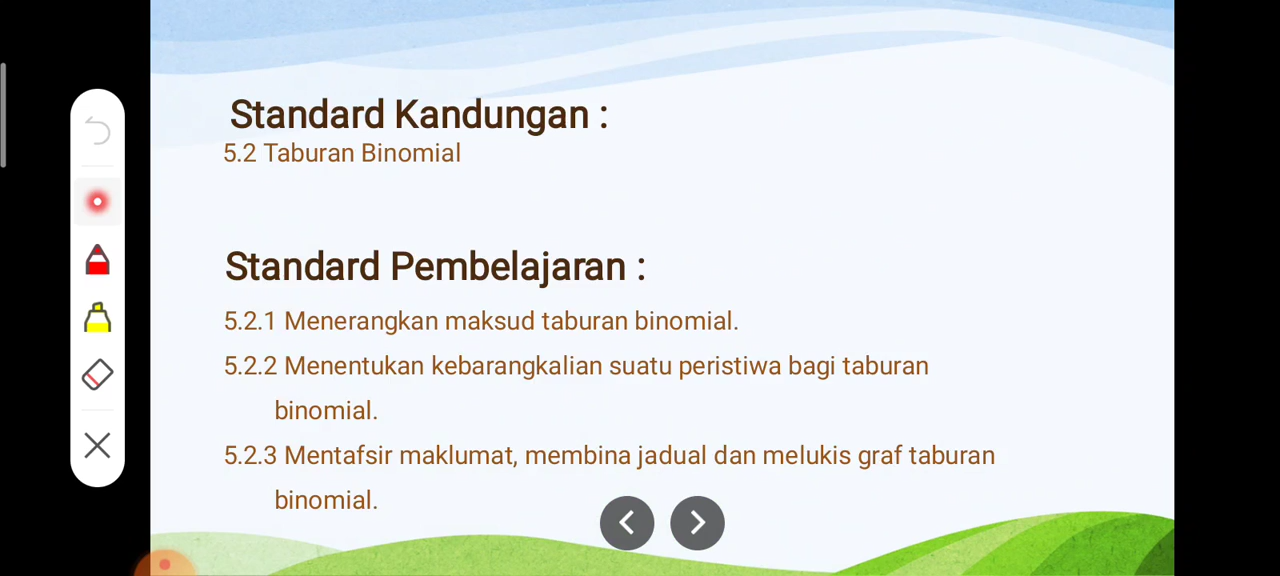 Standard Kandungan :
5.2 Taburan Binomial
Standard Pembelajaran :
5.2.1 Menerangkan maksud taburan binomial.
5.2.2 Menentukan kebarangkalian suatu peristiwa bagi taburan
binomial.
5.2.3 Mentafsir maklumat, membina jadual dan melukis graf taburan
binomial.